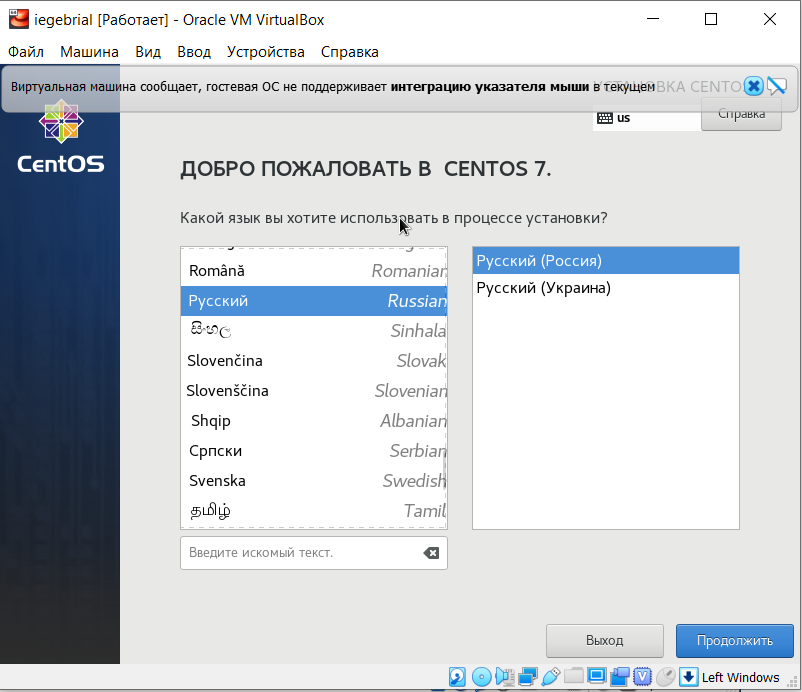 iegebrial [Работает] - Oracle VM VirtualBox
Файл Машина Вид Ввод Устройства Справка
Виртуальная машина сообщает, гостевая ОС не поддерживает интеграцию указателя мыши в текущем
УСТАНОВКА CENTO
us
Справка
CentOS
ДОБРО ПОЖАЛОВАТЬ В CENTOS 7.
Какой язык вы хотите использовать в процессе установки?
Română Romanian
Русский Russian
සිංහල Sinhala
Slovenčina Slovak
Slovenščina Slovenian
Shqip Albanian
Српски Serbian
Svenska Swedish
தமிழ் Tamil
Русский (Россия)
Русский (Украина)
Введите искомый текст.
Выход
Продолжить
Left Windows